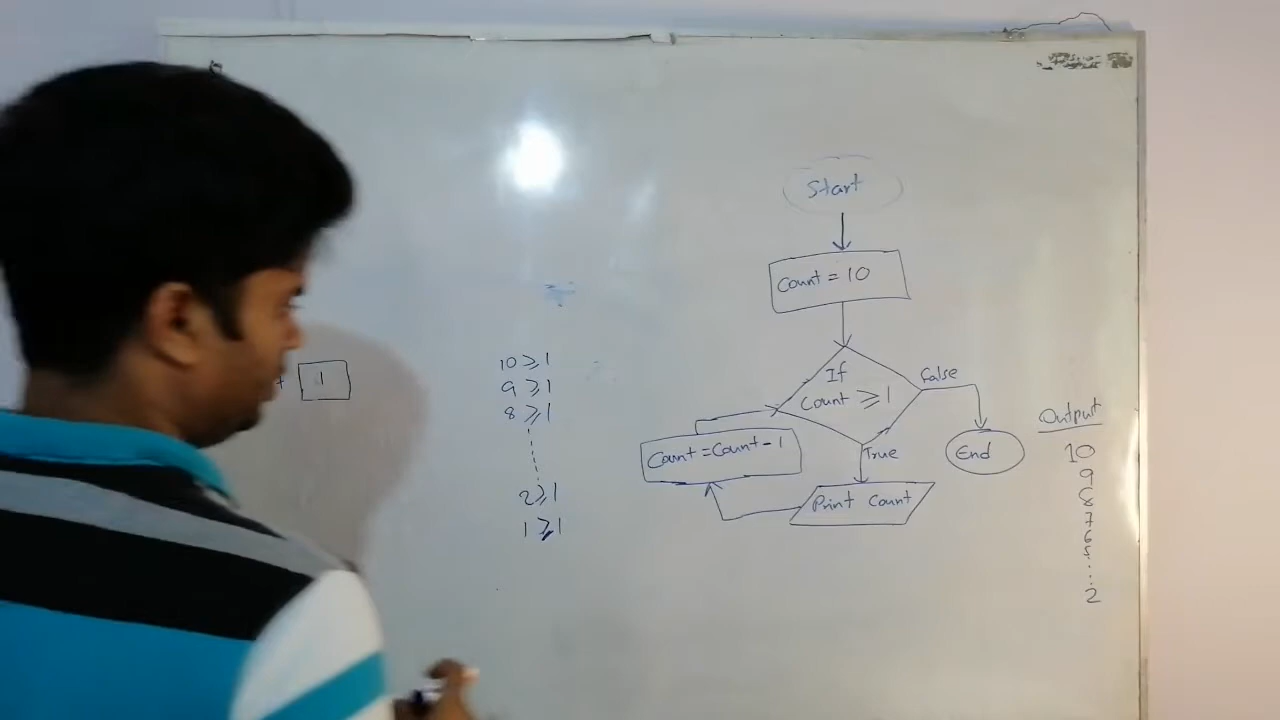 1
10 ≥ 1
9 ≥ 1
8 ≥ 1
2 ≥ 1
1 ≥ 1
Start
Count = 10
If
Count ≥ 1
False
True
End
Print Count
Count = Count - 1
Output
10
9
8
7
6
5
2